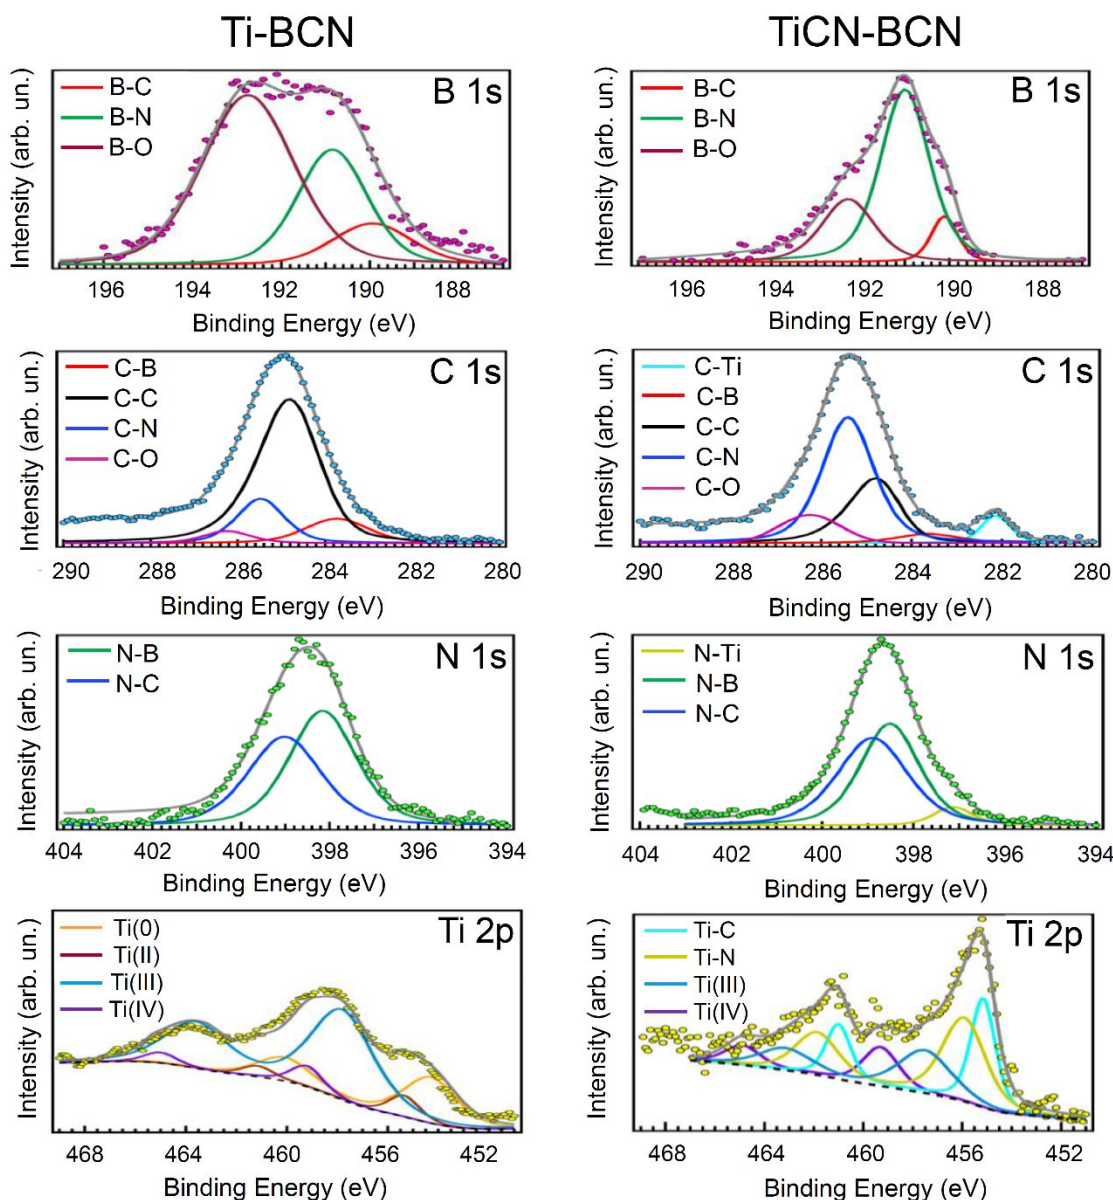 Ti-BCN
TiCN-BCN
B 1s
B-C
B-N
B-O
Intensity (arb. un.)
196 194 192 190 188
Binding Energy (eV)
B 1s
B-C
B-N
B-O
Intensity (arb. un.)
196 194 192 190 188
Binding Energy (eV)
C 1s
C-B
C-C
C-N
C-O
Intensity (arb. un.)
290 288 286 284 282 280
Binding Energy (eV)
C 1s
C-Ti
C-B
C-C
C-N
C-O
Intensity (arb. un.)
290 288 286 284 282 280
Binding Energy (eV)
N 1s
N-B
N-C
Intensity (arb. un.)
404 402 400 398 396 394
Binding Energy (eV)
N 1s
N-Ti
N-B
N-C
Intensity (arb. un.)
404 402 400 398 396 394
Binding Energy (eV)
Ti 2p
Ti(0)
Ti(II)
Ti(III)
Ti(IV)
Intensity (arb. un.)
468 464 460 456 452
Binding Energy (eV)
Ti 2p
Ti-C
Ti-N
Ti(III)
Ti(IV)
Intensity (arb. un.)
468 464 460 456 452
Binding Energy (eV)